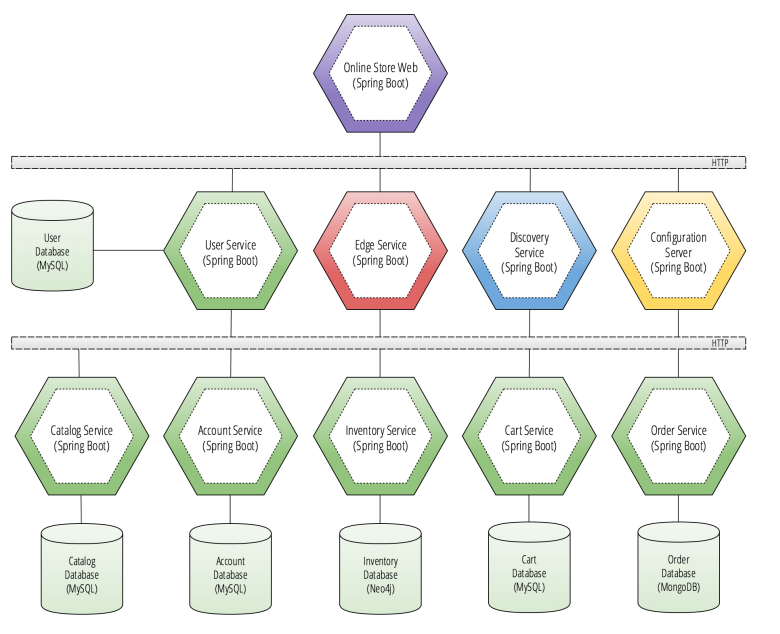 Online Store Web
(Spring Boot)
HTTP
User
Database
(MySQL)
User Service
(Spring Boot)
Edge Service
(Spring Boot)
Discovery
Service
(Spring Boot)
Configuration
Server
(Spring Boot)
HTTP
Catalog Service
(Spring Boot)
Account Service
(Spring Boot)
Inventory Service
(Spring Boot)
Cart Service
(Spring Boot)
Order Service
(Spring Boot)
Catalog
Database
(MySQL)
Account
Database
(MySQL)
Inventory
Database
(Neo4j)
Cart
Database
(MySQL)
Order
Database
(MongoDB)